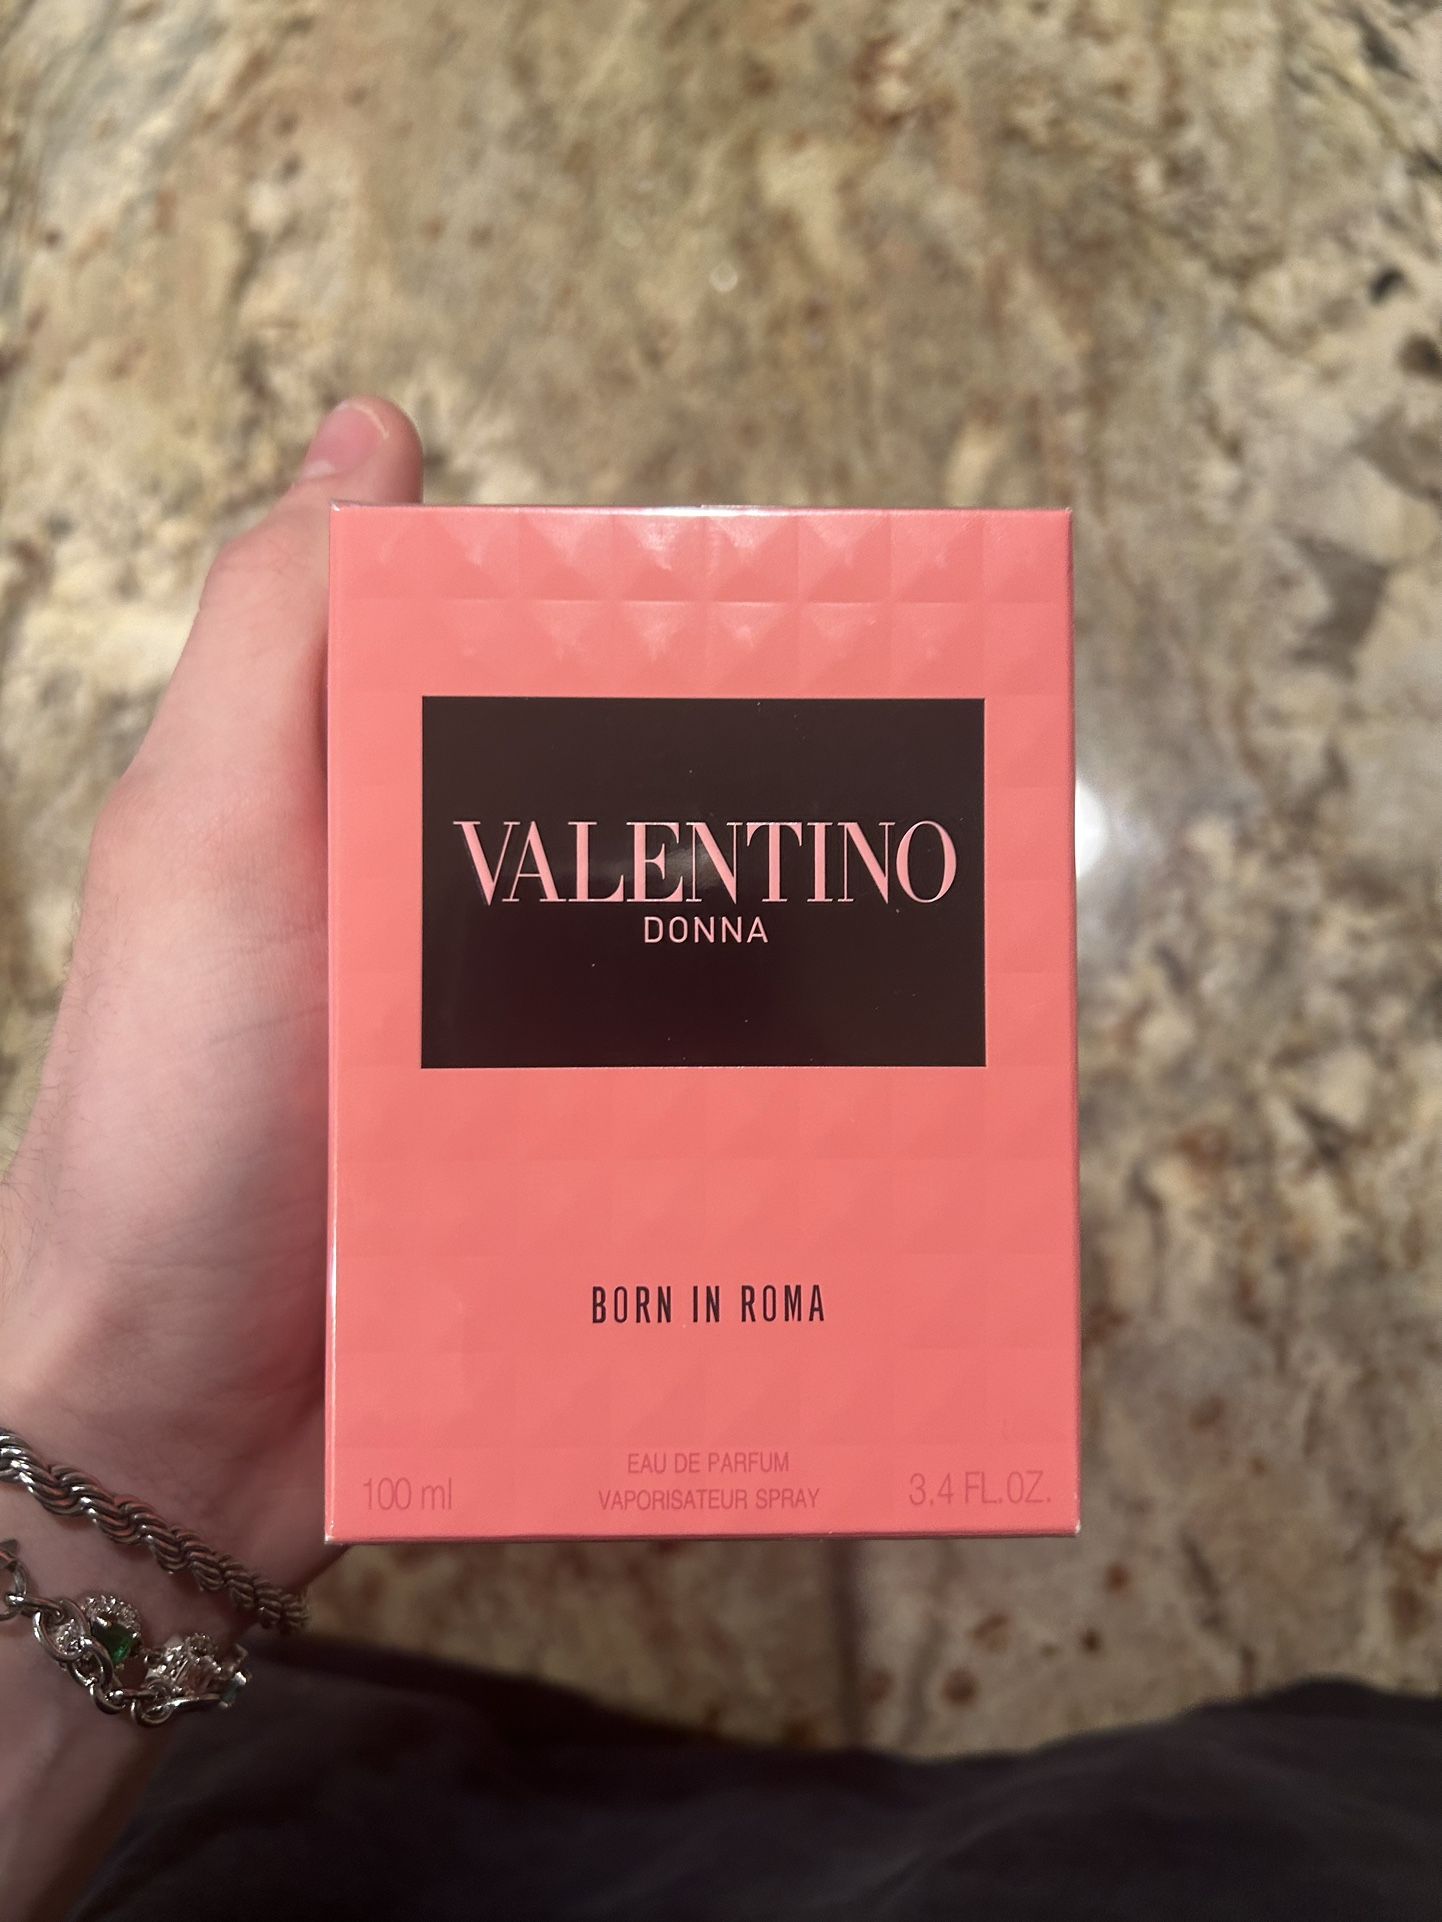 VALENTINO
DONNA
BORN IN ROMA
EAU DE PARFUM
100 ml VAPORISATEUR SPRAY 3,4 FL.OZ.